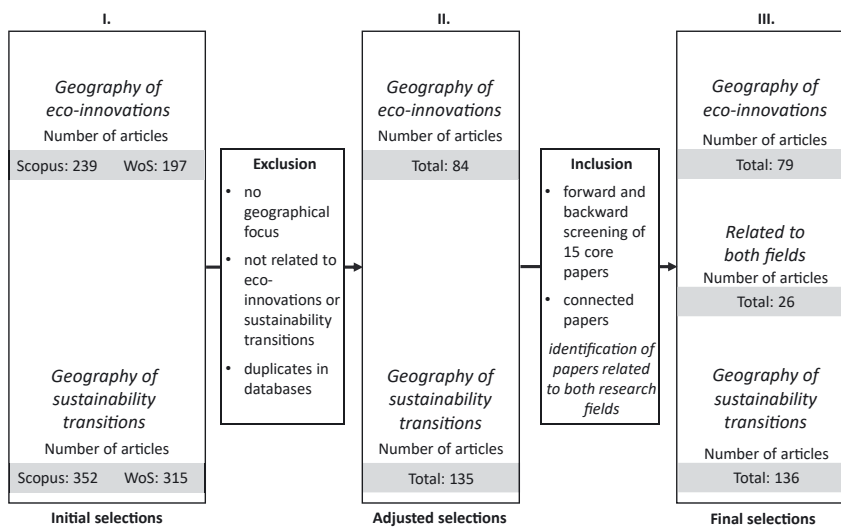 I.
Geography of
eco-innovations
Number of articles
Scopus: 239 WoS: 197
Geography of
sustainability
transitions
Number of articles
Scopus: 352 WoS: 315
Initial selections
Exclusion
• no
geographical
focus
• not related to
eco-
innovations or
sustainability
transitions
• duplicates in
databases
II.
Geography of
eco-innovations
Number of articles
Total: 84
Geography of
sustainability
transitions
Number of articles
Total: 135
Adjusted selections
Inclusion
• forward and
backward
screening of
15 core
papers
• connected
papers
identification of
papers related
to both research
fields
III.
Geography of
eco-innovations
Number of articles
Total: 79
Related to
both fields
Number of articles
Total: 26
Geography of
sustainability
transitions
Number of articles
Total: 136
Final selections